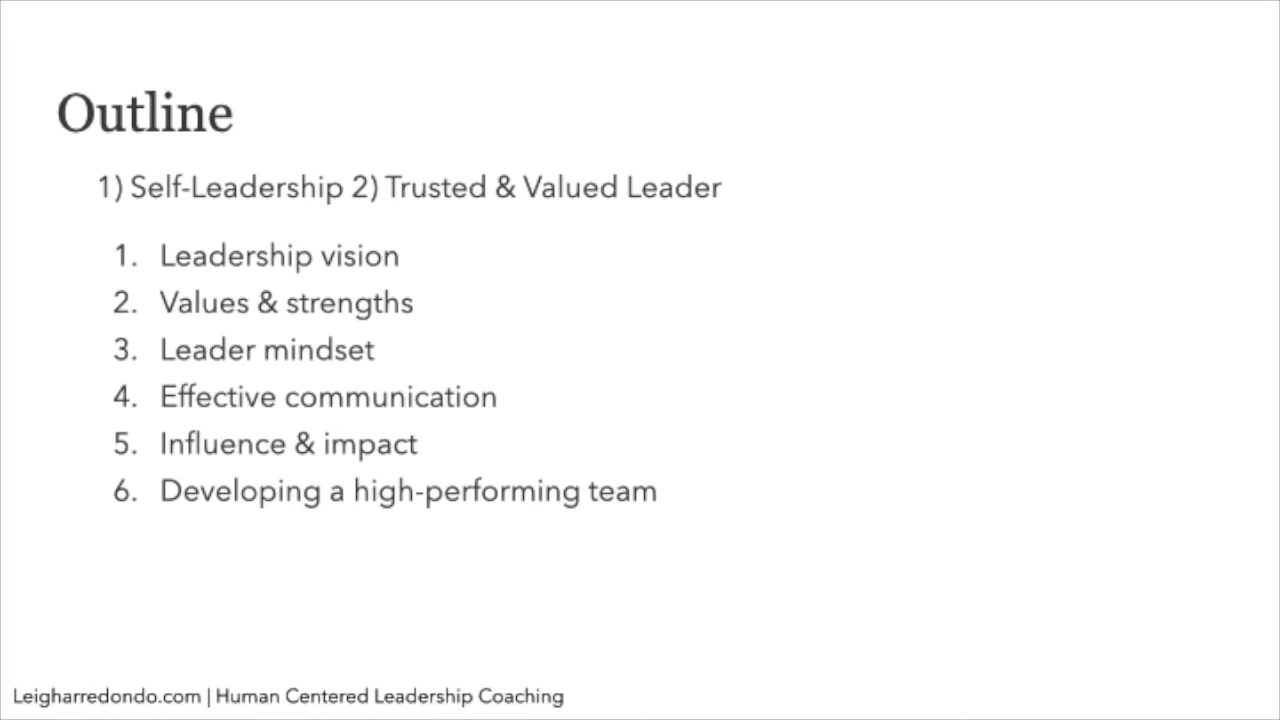 Outline
1) Self-Leadership 2) Trusted & Valued Leader
1. Leadership vision
2. Values & strengths
3. Leader mindset
4. Effective communication
5. Influence & impact
6. Developing a high-performing team
Leigharredondo.com | Human Centered Leadership Coaching